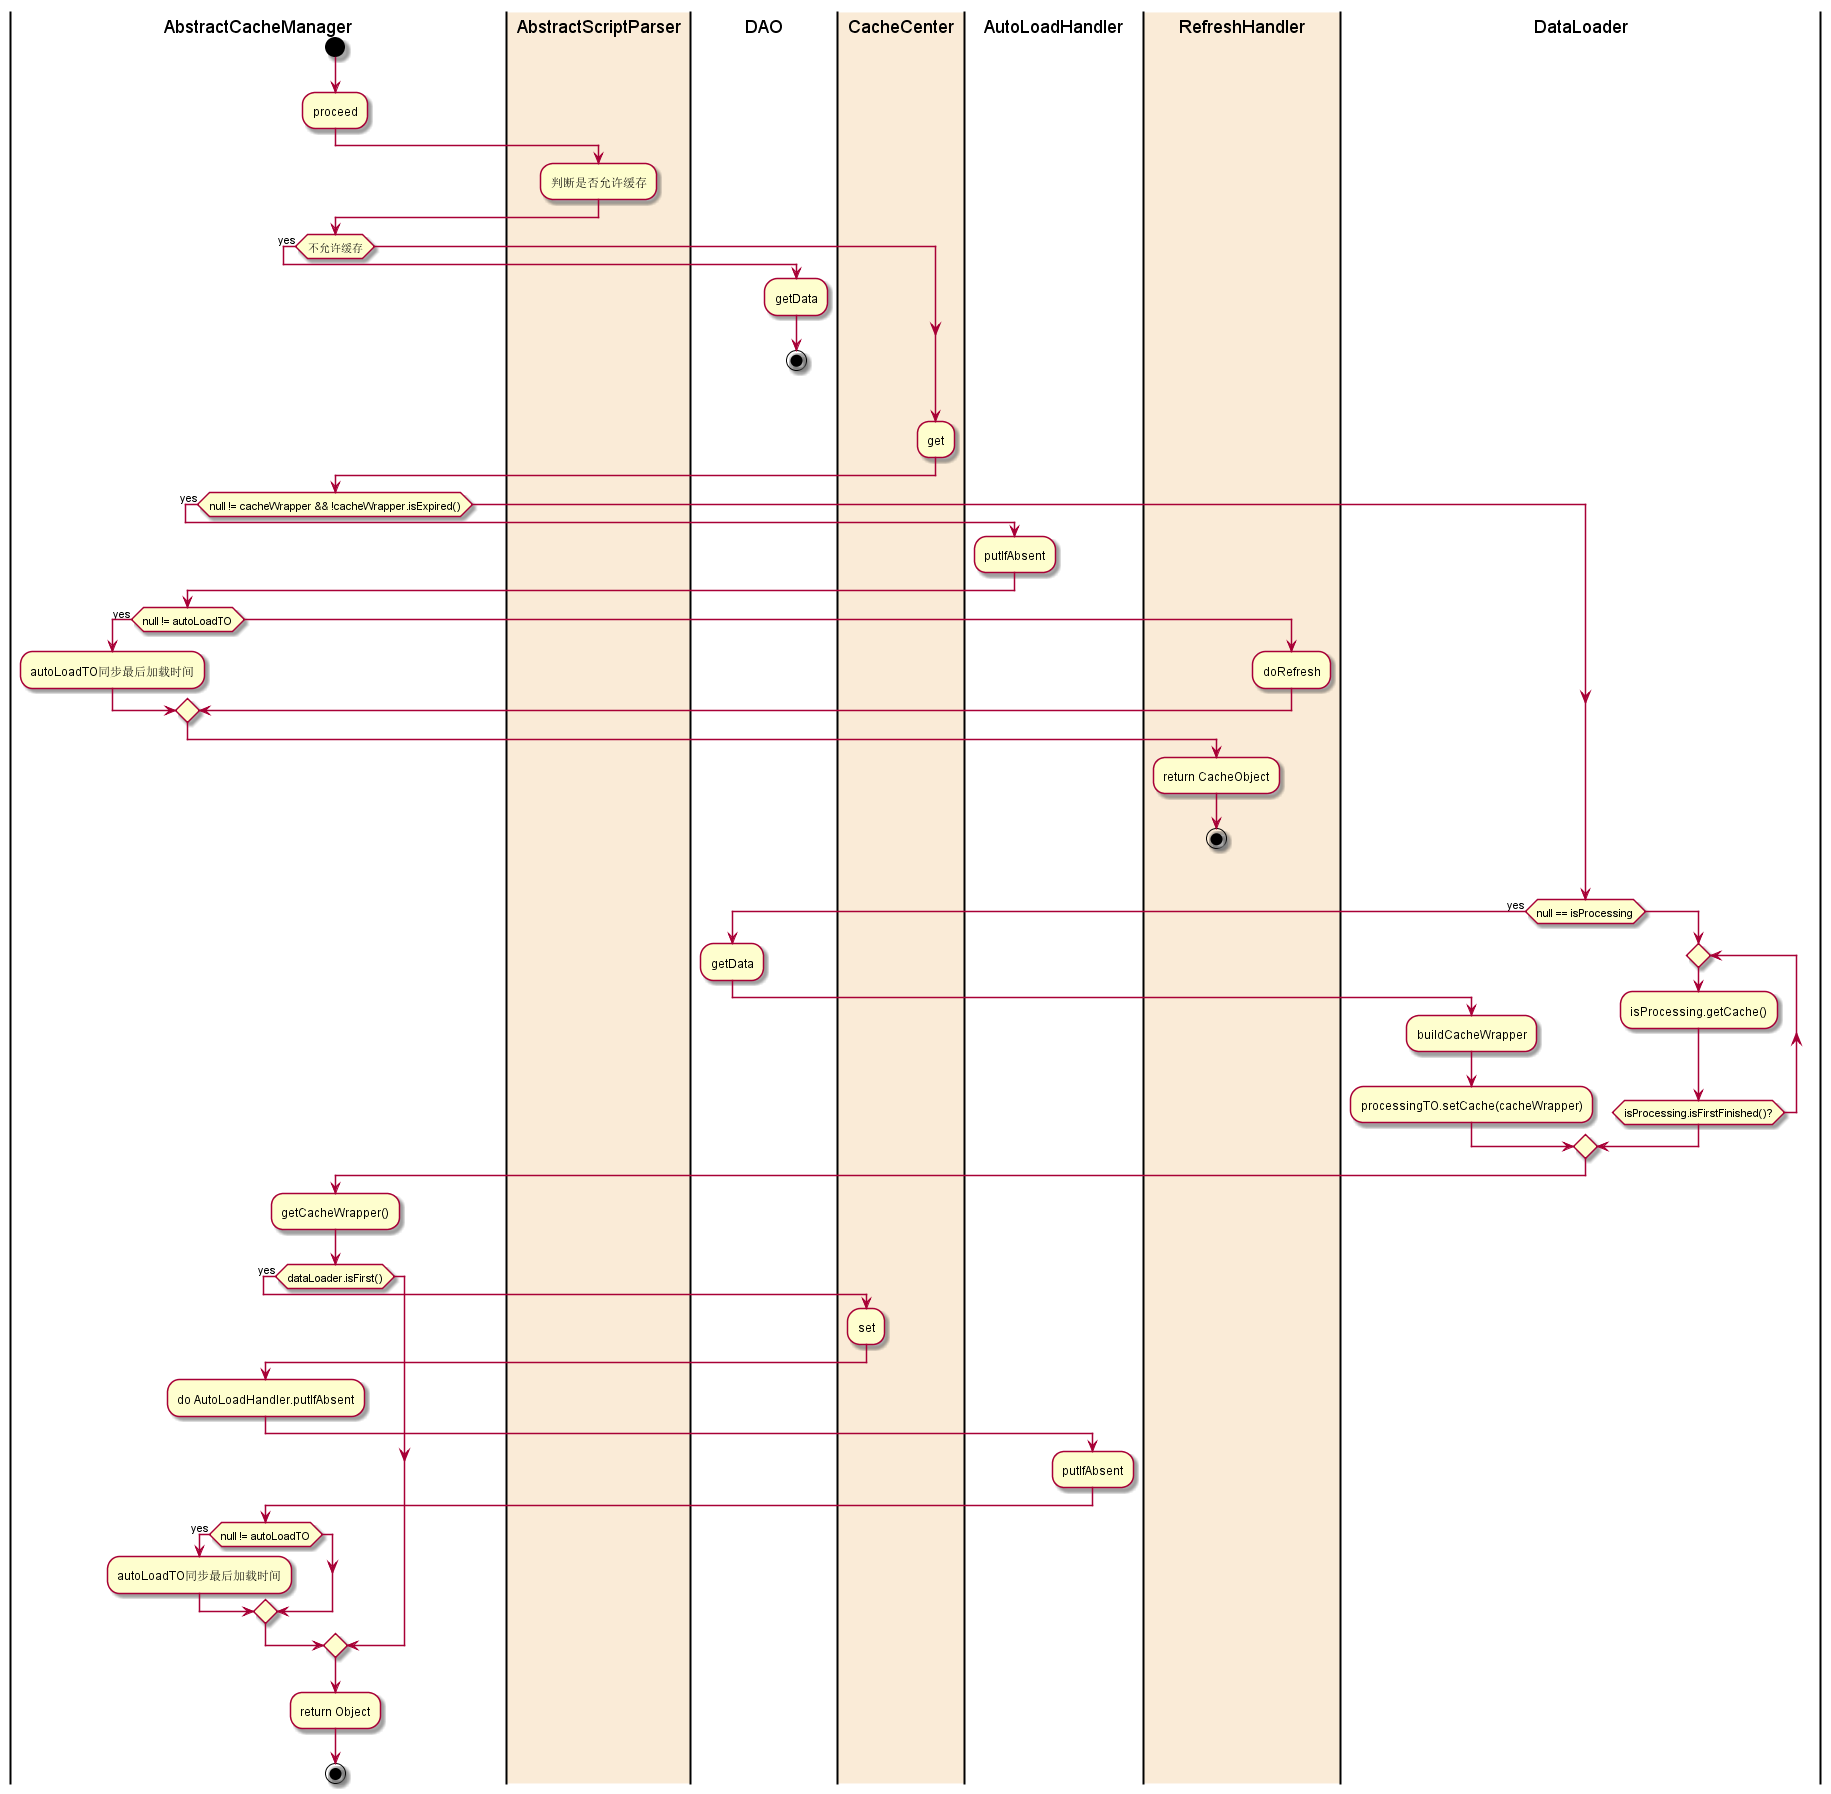 AbstractCacheManager
AbstractScriptParser
DAO
CacheCenter
AutoLoadHandler
RefreshHandler
DataLoader
proceed
判断是否允许缓存
yes
不允许缓存
getData
get
yes
null != cacheWrapper && !cacheWrapper.isExpired()
putIfAbsent
yes
null != autoLoadTO
autoLoadTO同步最后加载时间
doRefresh
return CacheObject
yes
null == isProcessing
getData
isProcessing.getCache()
buildCacheWrapper
processingTO.setCache(cacheWrapper)
isProcessing.isFirstFinished()?
getCacheWrapper()
yes
dataLoader.isFirst()
set
do AutoLoadHandler.putIfAbsent
putIfAbsent
yes
null != autoLoadTO
autoLoadTO同步最后加载时间
return Object